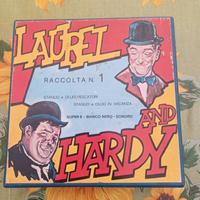 LAUREL
RACCOLTA N. 1
STANLIO e OLLIO PESCATORI
STANLIO e OLLIO IN VACANZA
SUPER 8 - BIANCO NERO - SONORO
AND
HARDY